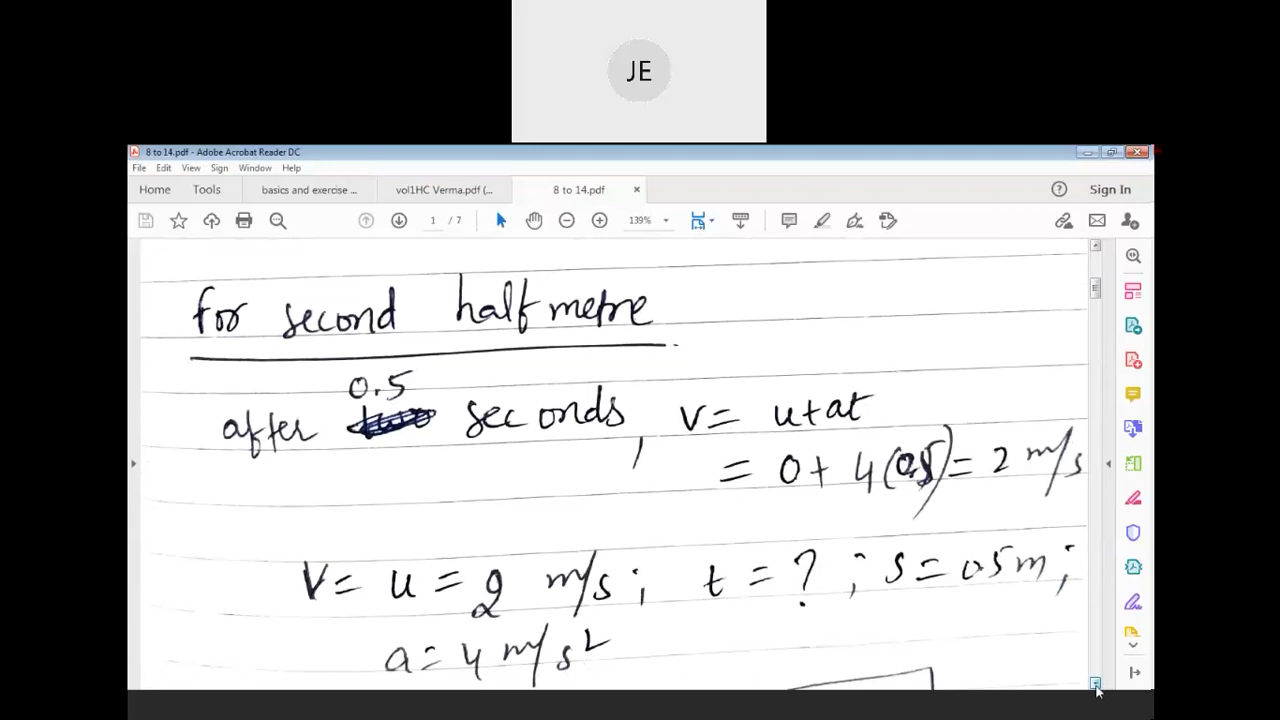 JE
8 to 14.pdf - Adobe Acrobat Reader DC
File Edit View Sign Window Help
Home Tools basics and exercise ... vol1HC Verma.pdf (... 8 to 14.pdf × Sign In
1 / 7 139%
for second half metre
0.5
after seconds, v= u+at
= 0+ 4(0.5)= 2 m/s
V= u = 2 m/s; t = ? ; s = 0.5m;
a= 4 m/s²